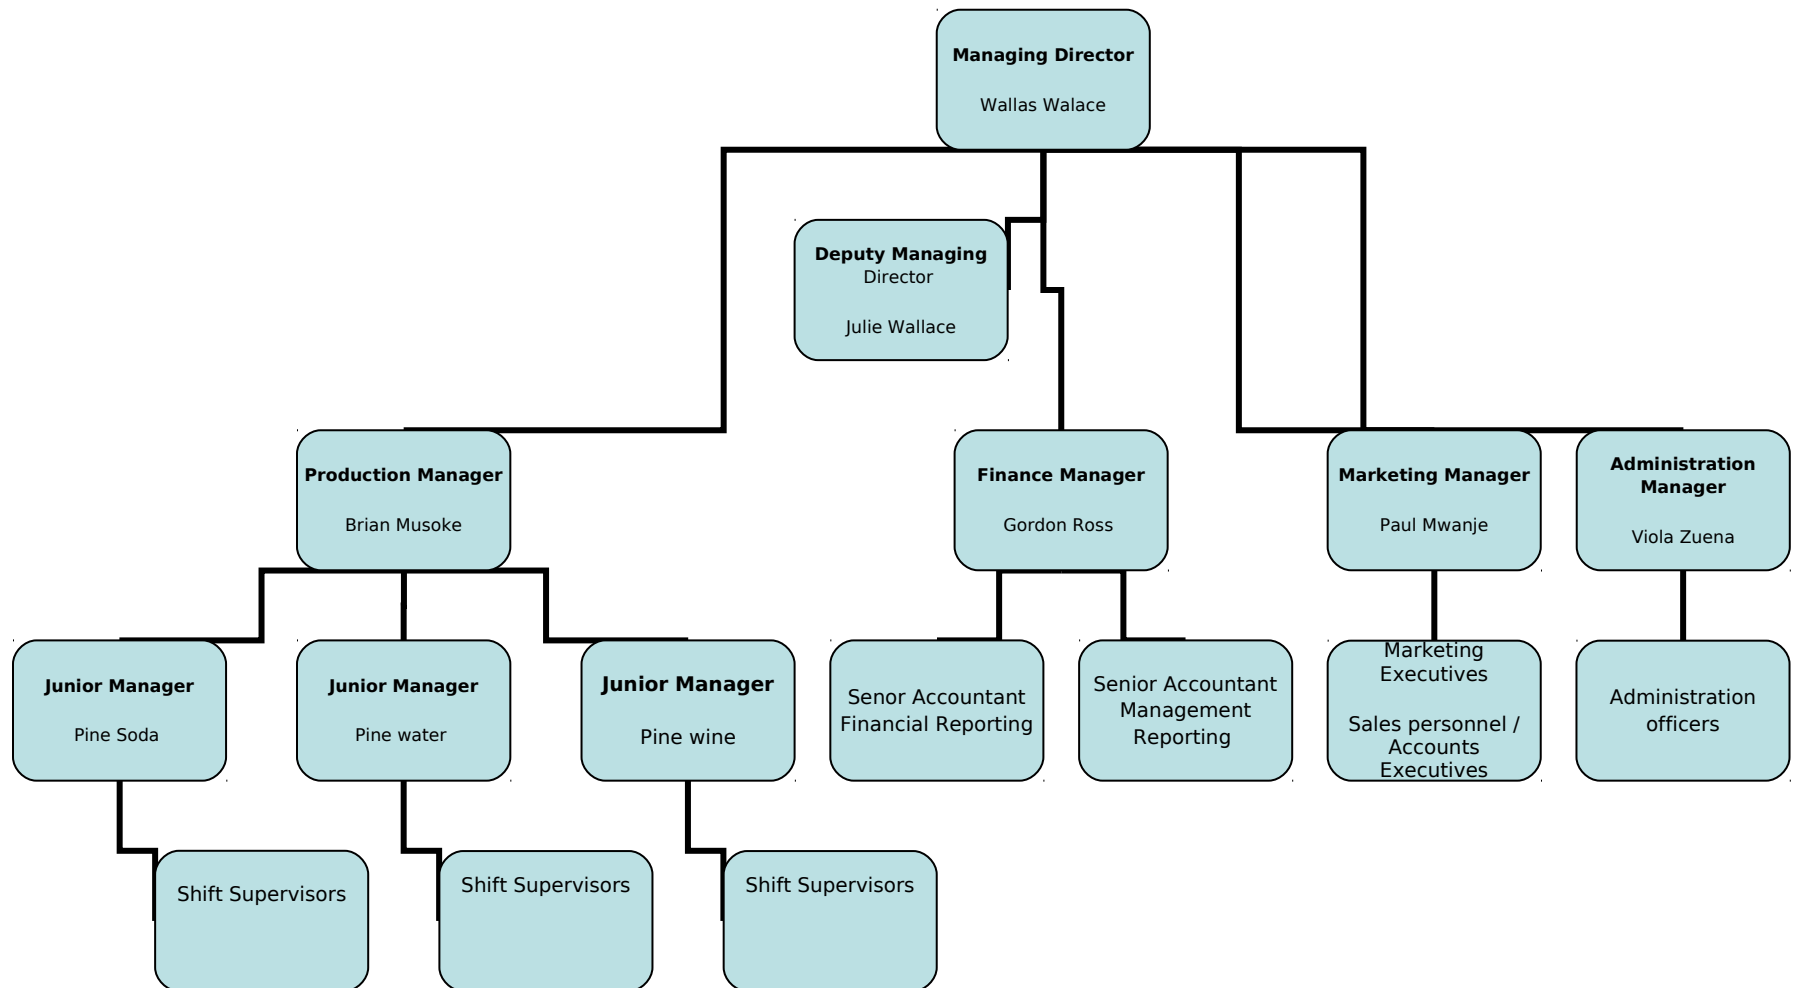 Managing Director
Wallas Walace
Deputy Managing
Director
Julie Wallace
Production Manager
Brian Musoke
Finance Manager
Gordon Ross
Marketing Manager
Paul Mwanje
Administration
Manager
Viola Zuena
Junior Manager
Pine Soda
Junior Manager
Pine water
Junior Manager
Pine wine
Senor Accountant
Financial Reporting
Senior Accountant
Management
Reporting
Marketing
Executives
Sales personnel /
Accounts
Executives
Administration
officers
Shift Supervisors
Shift Supervisors
Shift Supervisors